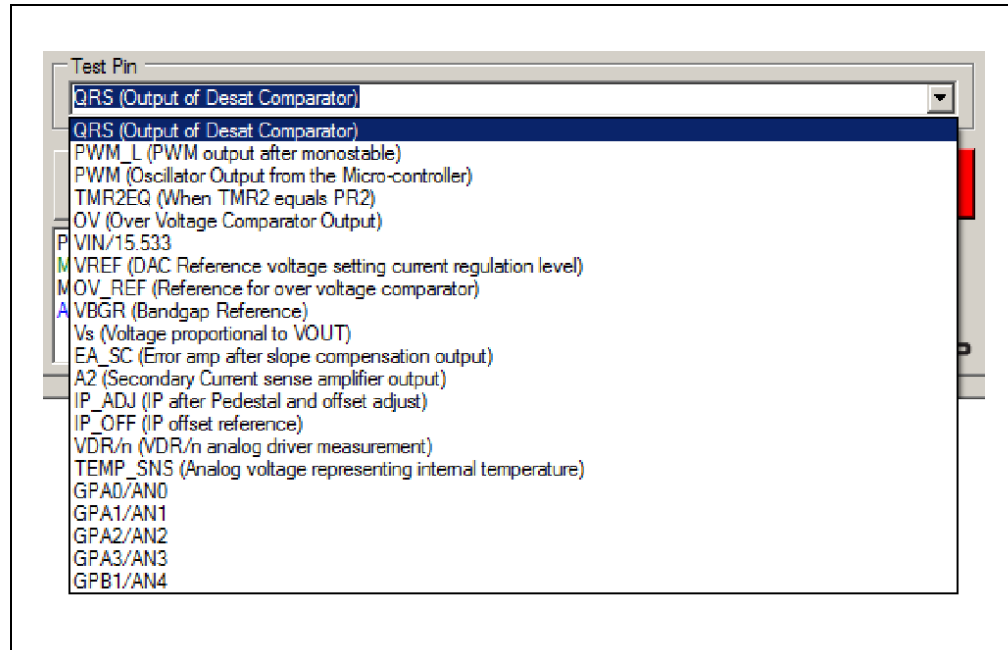 Test Pin
QRS (Output of Desat Comparator)
QRS (Output of Desat Comparator)
PWM_L (PWM output after monostable)
PWM (Oscillator Output from the Micro-controller)
TMR2EQ (When TMR2 equals PR2)
OV (Over Voltage Comparator Output)
P
VIN/15.533
M
VREF (DAC Reference voltage setting current regulation level)
M
OV_REF (Reference for over voltage comparator)
A
VBGR (Bandgap Reference)
Vs (Voltage proportional to VOUT)
EA_SC (Error amp after slope compensation output)
A2 (Secondary Current sense amplifier output)
IP_ADJ (IP after Pedestal and offset adjust)
IP_OFF (IP offset reference)
VDR/n (VDR/n analog driver measurement)
TEMP_SNS (Analog voltage representing internal temperature)
GPA0/AN0
GPA1/AN1
GPA2/AN2
GPA3/AN3
GPB1/AN4